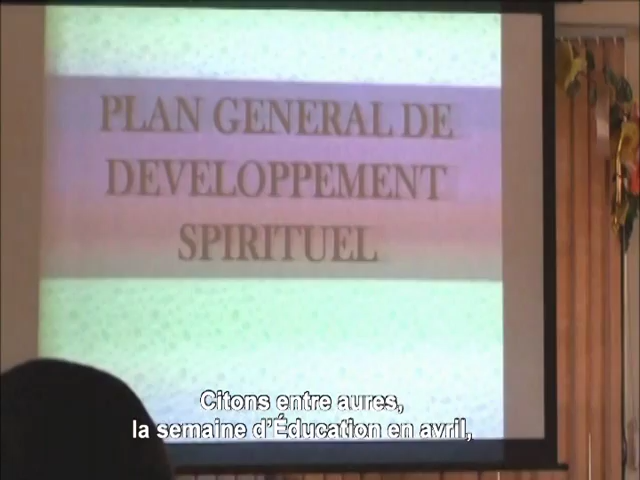 PLAN GENERAL DE
DEVELOPPEMENT
SPIRITUEL
Citons entre aures,
la semaine d'Éducation en avril,